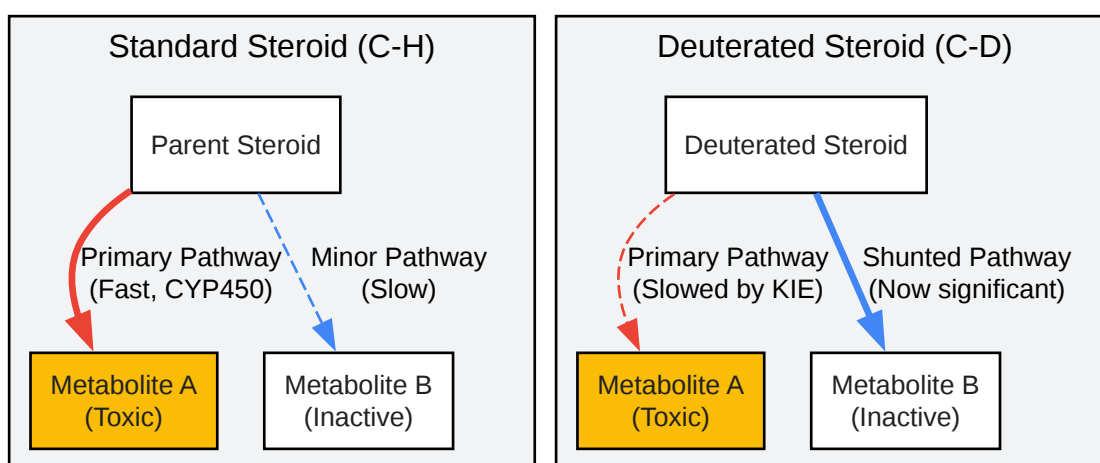 Standard Steroid (C-H)
Parent Steroid
Primary Pathway
(Fast, CYP450)
Minor Pathway
(Slow)
Metabolite A
(Toxic)
Metabolite B
(Inactive)
Deuterated Steroid (C-D)
Deuterated Steroid
Primary Pathway
(Slowed by KIE)
Shunted Pathway
(Now significant)
Metabolite A
(Toxic)
Metabolite B
(Inactive)